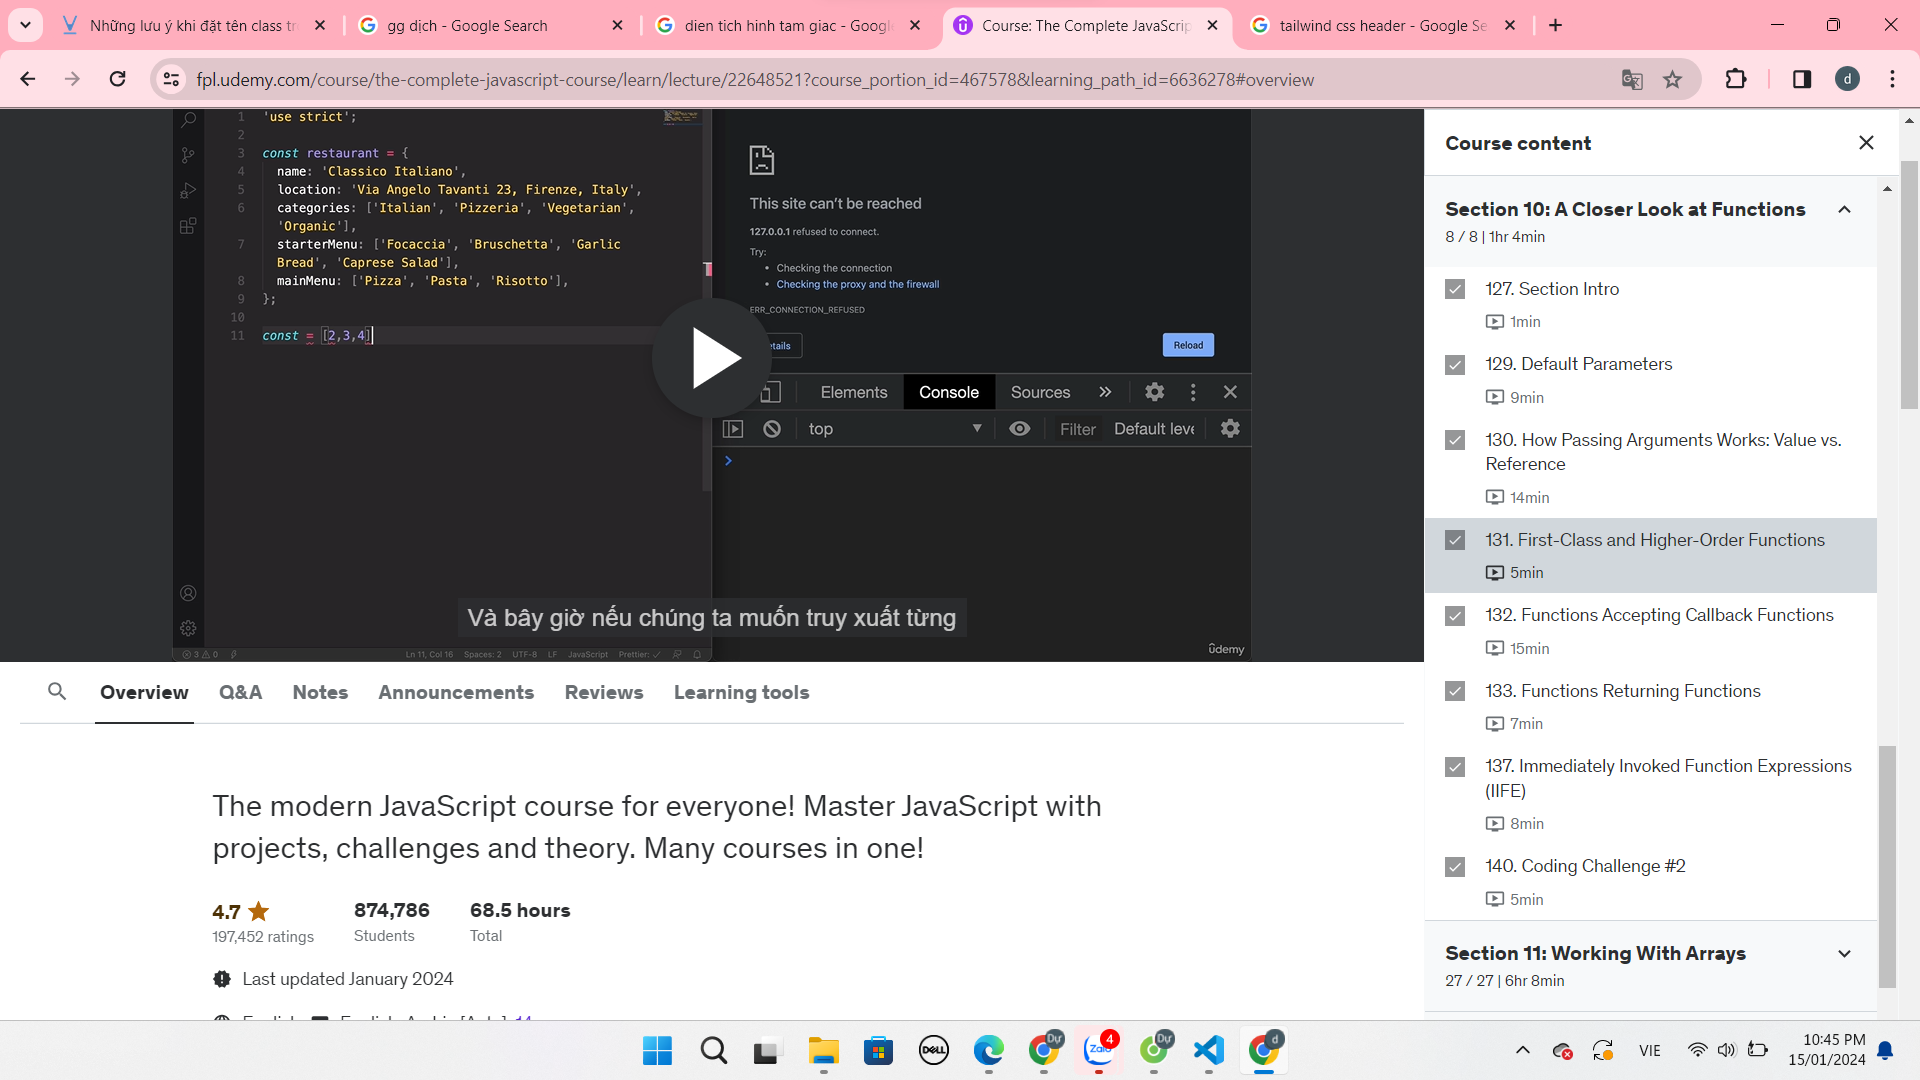 Những lưu ý khi đặt tên class tr
gg dịch - Google Search
dien tich hinh tam giac - Google
Course: The Complete JavaScrip
tailwind css header - Google Se
fpl.udemy.com/course/the-complete-javascript-course/learn/lecture/22648521?course_portion_id=467578&learning_path_id=6636278#overview
d
1 'use strict';
2
3 const restaurant = {
4 name: 'Classico Italiano',
5 location: 'Via Angelo Tavanti 23, Firenze, Italy',
6 categories: ['Italian', 'Pizzeria', 'Vegetarian',
'Organic'],
7 starterMenu: ['Focaccia', 'Bruschetta', 'Garlic
Bread', 'Caprese Salad'],
8 mainMenu: ['Pizza', 'Pasta', 'Risotto'],
9 };
10
11 const = [2,3,4]
This site can't be reached
127.0.0.1 refused to connect.
Try:
• Checking the connection
• Checking the proxy and the firewall
ERR_CONNECTION_REFUSED
Reload
Elements Console Sources
top Filter Default leve
Và bây giờ nếu chúng ta muốn truy xuất từng
3 0 Ln 11, Col 16 Spaces: 2 UTF-8 LF JavaScript Prettier: ✓
ûdemy
Overview Q&A Notes Announcements Reviews Learning tools
The modern JavaScript course for everyone! Master JavaScript with
projects, challenges and theory. Many courses in one!
4.7 874,786 68.5 hours
197,452 ratings Students Total
Last updated January 2024
Course content
Section 10: A Closer Look at Functions
8 / 8 | 1hr 4min
127. Section Intro
1min
129. Default Parameters
9min
130. How Passing Arguments Works: Value vs.
Reference
14min
131. First-Class and Higher-Order Functions
5min
132. Functions Accepting Callback Functions
15min
133. Functions Returning Functions
7min
137. Immediately Invoked Function Expressions
(IIFE)
8min
140. Coding Challenge #2
5min
Section 11: Working With Arrays
27 / 27 | 6hr 8min
DELL
Dự
Zalo
4
Dự
d
VIE
10:45 PM
15/01/2024